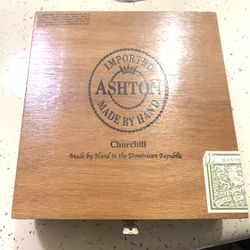 IMPORTED
ASHTON
MADE BY HAND
Churchill
Made by Hand in the Dominican Republic